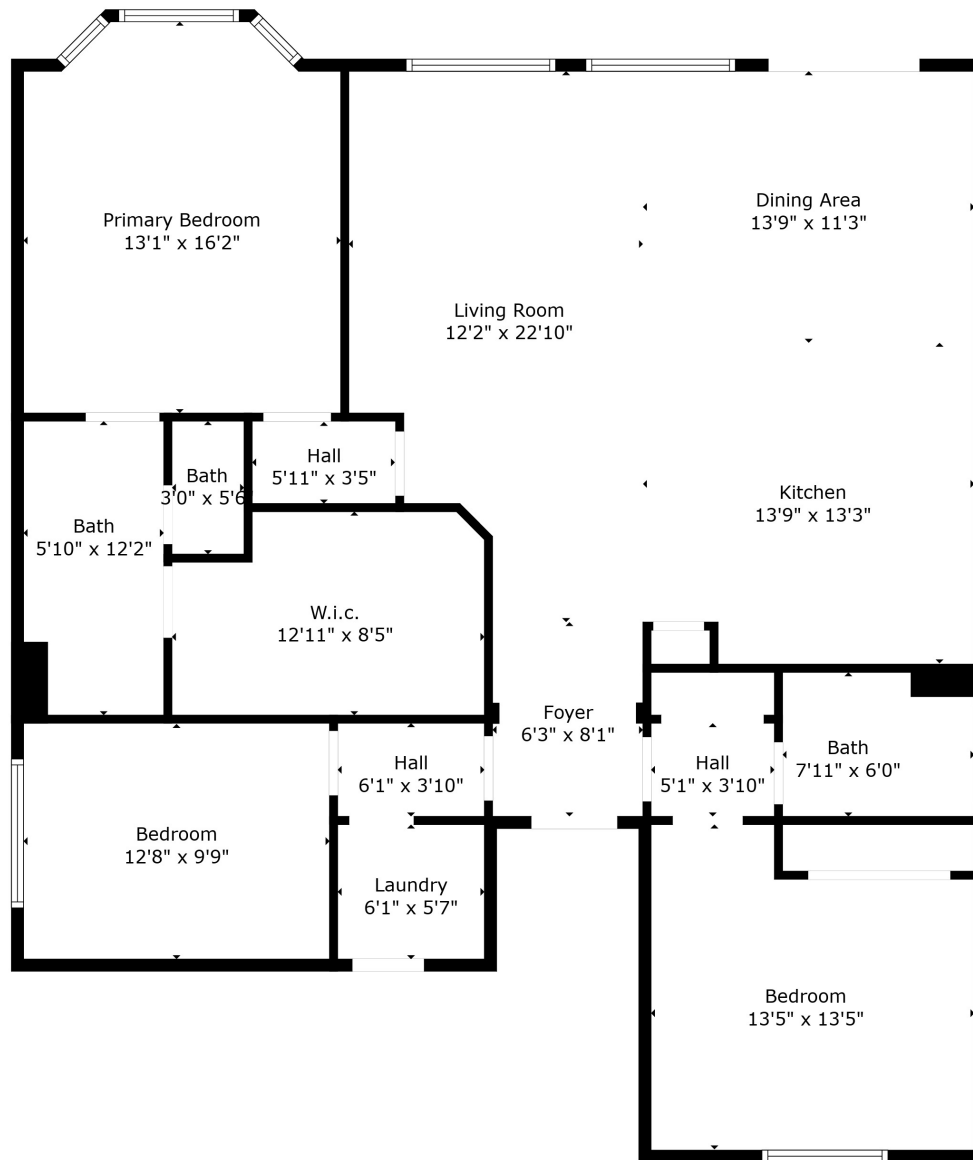 Primary Bedroom
13'1" x 16'2"
Dining Area
13'9" x 11'3"
Living Room
12'2" x 22'10"
Hall
5'11" x 3'5"
Bath
3'0" x 5'6"
Kitchen
13'9" x 13'3"
Bath
5'10" x 12'2"
W.i.c.
12'11" x 8'5"
Foyer
6'3" x 8'1"
Hall
6'1" x 3'10"
Hall
5'1" x 3'10"
Bath
7'11" x 6'0"
Bedroom
12'8" x 9'9"
Laundry
6'1" x 5'7"
Bedroom
13'5" x 13'5"